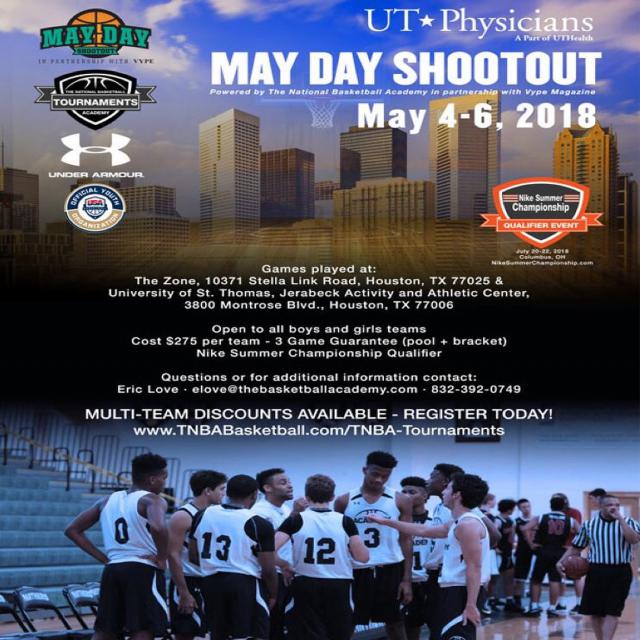 MAY DAY
SHOOTOUT
IN PARTNERSHIP WITH VYPE
THE NATIONAL BASKETBALL
TOURNAMENTS
ACADEMY
UNDER ARMOUR.
OFFICIAL YOUTH
USA
ORGANIZATION
UT★Physicians
A Part of UTHealth
MAY DAY SHOOTOUT
Powered by The National Basketball Academy in partnership with Vype Magazine
May 4-6, 2018
Nike Summer
Championship
QUALIFIER EVENT
July 20-22, 2018
Columbus, OH
NikeSummerChampionship.com
Games played at:
The Zone, 10371 Stella Link Road, Houston, TX 77025 &
University of St. Thomas, Jerabeck Activity and Athletic Center,
3800 Montrose Blvd., Houston, TX 77006
Open to all boys and girls teams
Cost $275 per team - 3 Game Guarantee (pool + bracket)
Nike Summer Championship Qualifier
Questions or for additional information contact:
Eric Love · elove@thebasketballacademy.com · 832-392-0749
MULTI-TEAM DISCOUNTS AVAILABLE - REGISTER TODAY!
www.TNBABasketball.com/TNBA-Tournaments
0
13
12
3
1